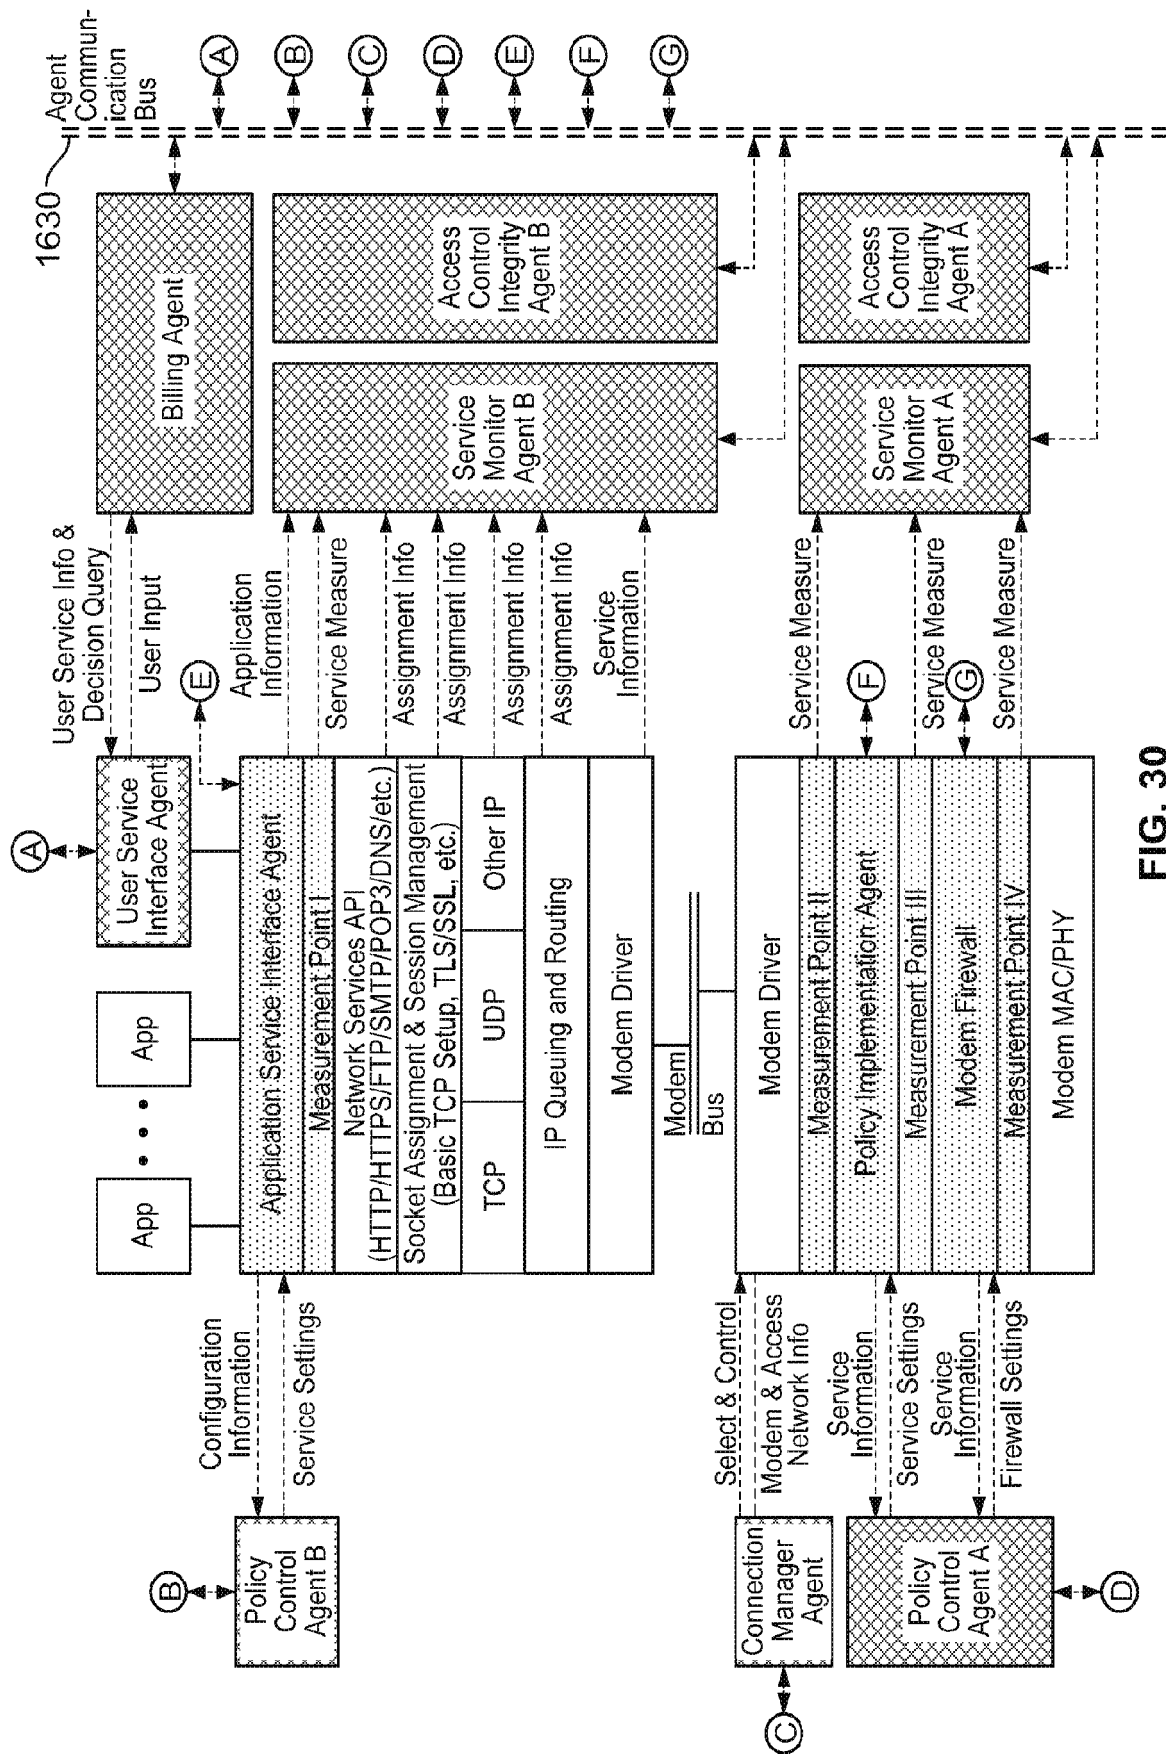 1630
Agent
Commun-
ication
Bus
A
B
C
D
E
F
G
Billing Agent
Access
Control
Integrity
Agent B
Access
Control
Integrity
Agent A
Service
Monitor
Agent B
Service
Monitor
Agent A
User Service Info &
Decision Query
User Input
E
Application
Information
Service Measure
Assignment Info
Assignment Info
Assignment Info
Assignment Info
Service
Information
Service Measure
F
Service Measure
G
Service Measure
A
User Service
Interface Agent
App
App
Application Service Interface Agent
Measurement Point I
Network Services API
(HTTP/HTTPS/FTP/SMTP/POP3/DNS/etc.)
Socket Assignment & Session Management
(Basic TCP Setup, TLS/SSL, etc.)
TCP
UDP
Other IP
IP Queuing and Routing
Modem Driver
Modem
Bus
Modem Driver
Measurement Point II
Policy Implementation Agent
Measurement Point III
Modem Firewall
Measurement Point IV
Modem MAC/PHY
Configuration
Information
Service Settings
Select & Control
Modem & Access
Network Info
Service
Information
Service Settings
Service
Information
Firewall Settings
B
Policy
Control
Agent B
Connection
Manager
Agent
C
Policy
Control
Agent A
D
FIG. 30